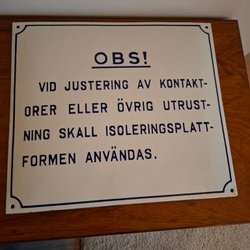 OBS!
VID JUSTERING AV KONTAKT-
ORER ELLER ÖVRIG UTRUST-
NING SKALL ISOLERINGSPLATT-
FORMEN ANVÄNDAS.